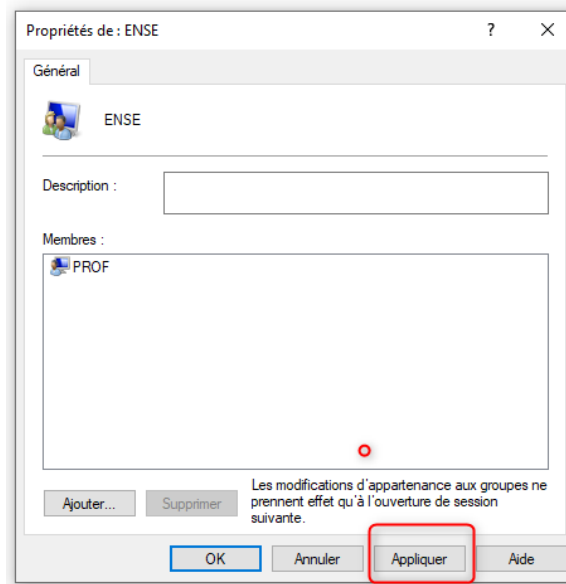 Propriétés de : ENSE
?
Général
ENSE
Description :
Membres :
PROF
Ajouter...
Supprimer
Les modifications d'appartenance aux groupes ne
prennent effet qu'à l'ouverture de session
suivante.
OK
Annuler
Appliquer
Aide